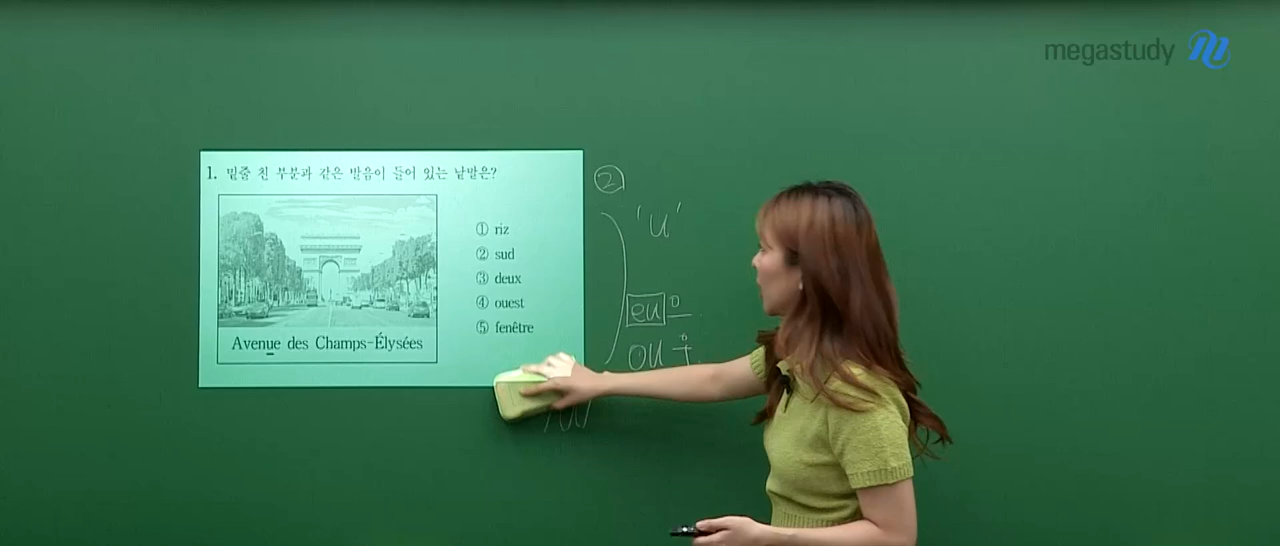 megastudy
1. 밑줄 친 부분과 같은 발음이 들어 있는 낱말은?
① riz
② sud
③ deux
④ ouest
⑤ fenêtre
Avenue des Champs-Élysées
②
'u'
eu
ou